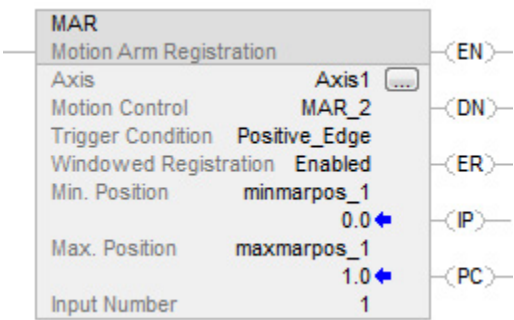 MAR
Motion Arm Registration
Axis Axis1 ...
Motion Control MAR_2
Trigger Condition Positive_Edge
Windowed Registration Enabled
Min. Position minmarpos_1
0.0
Max. Position maxmarpos_1
1.0
Input Number 1
EN
DN
ER
IP
PC